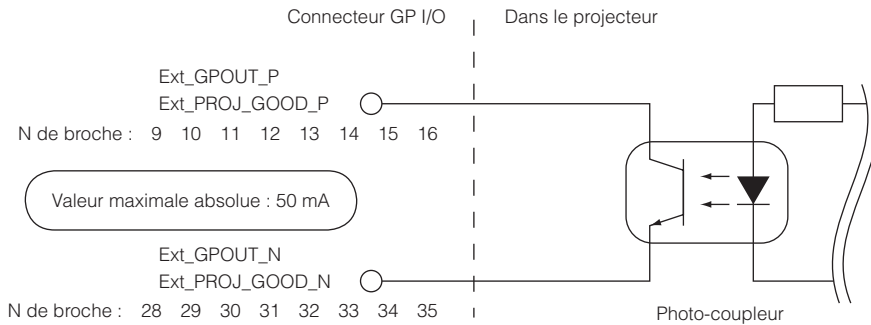 Connecteur GP I/O
Dans le projecteur
Ext_GPOUT_P
Ext_PROJ_GOOD_P
N de broche : 9 10 11 12 13 14 15 16
Valeur maximale absolue : 50 mA
Ext_GPOUT_N
Ext_PROJ_GOOD_N
N de broche : 28 29 30 31 32 33 34 35
Photo-coupleur